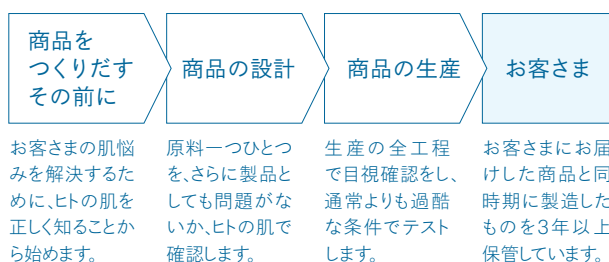 商品を
つくりだす
その前に
商品の設計
商品の生産
お客さま
お客さまの肌悩
みを解決するた
めに、ヒトの肌を
正しく知ることか
ら始めます。
原料一つひとつ
を、さらに製品と
しても問題がな
いか、ヒトの肌で
確認します。
生産の全工程
で目視確認をし、
通常よりも過酷
な条件でテスト
します。
お客さまにお届
けした商品と同
時期に製造した
ものを3年以上
保管しています。